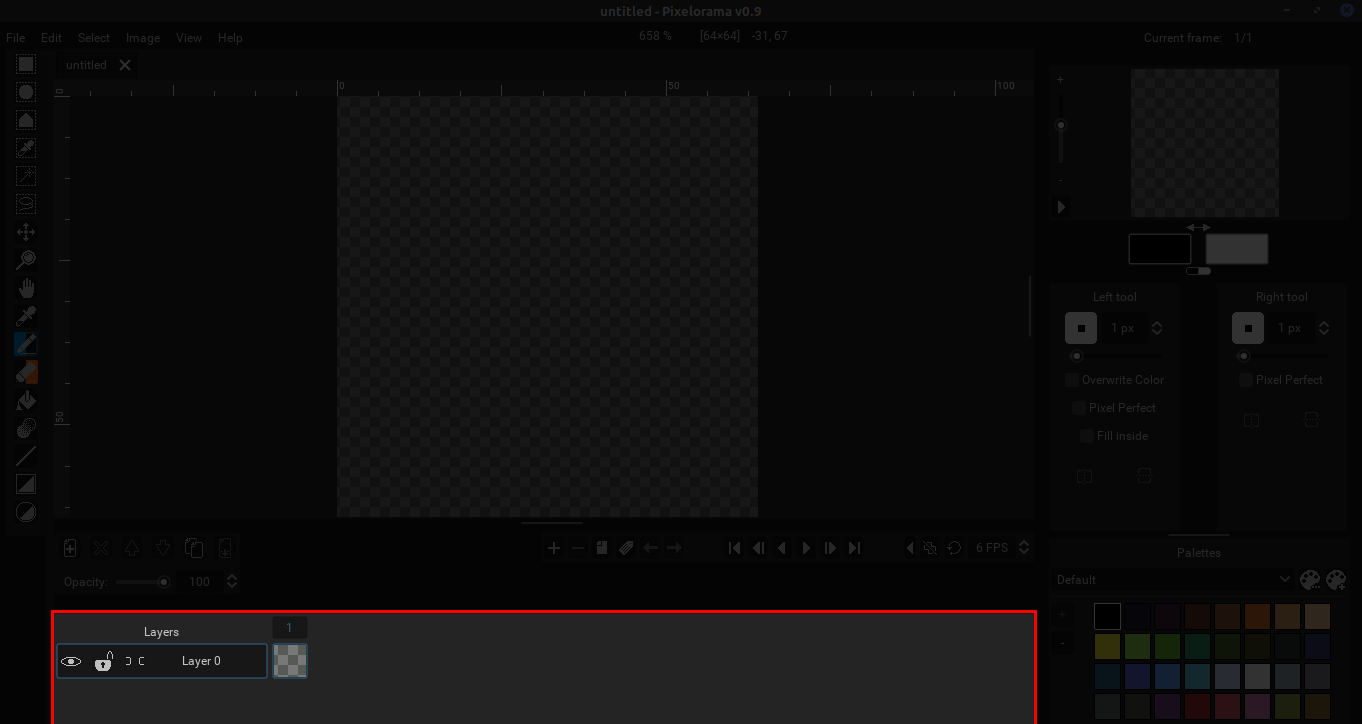 untitled - Pixelorama v0.9
File Edit Select Image View Help
658 % [64×64] -31, 67
Current frame: 1/1
untitled
0 50 100
0
50
Left tool
1 px
Overwrite Color
Pixel Perfect
Fill inside
Right tool
1 px
Pixel Perfect
6 FPS
Opacity: 100
Palettes
Default
Layers 1
Layer 0